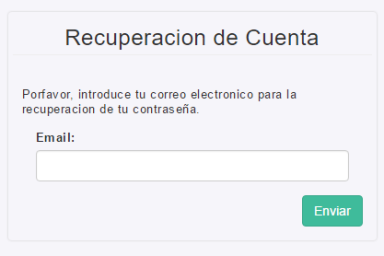 Recuperacion de Cuenta
Porfavor, introduce tu correo electronico para la
recuperacion de tu contraseña.
Email:
Enviar